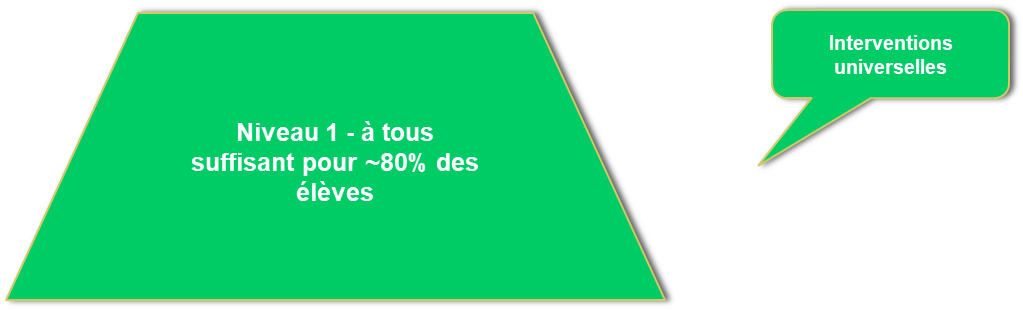 Niveau 1 - à tous
suffisant pour ~80% des
élèves
Interventions
universelles